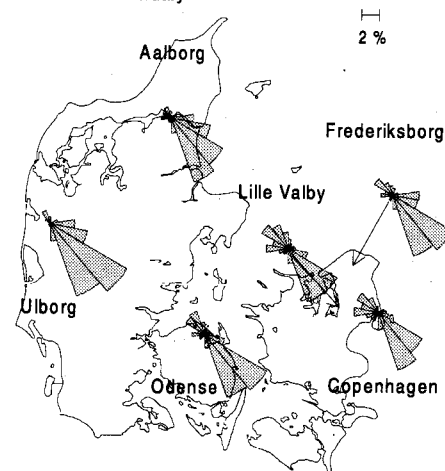 2 %
Aalborg
Frederiksborg
Lille Valby
Ulborg
Odense
Copenhagen